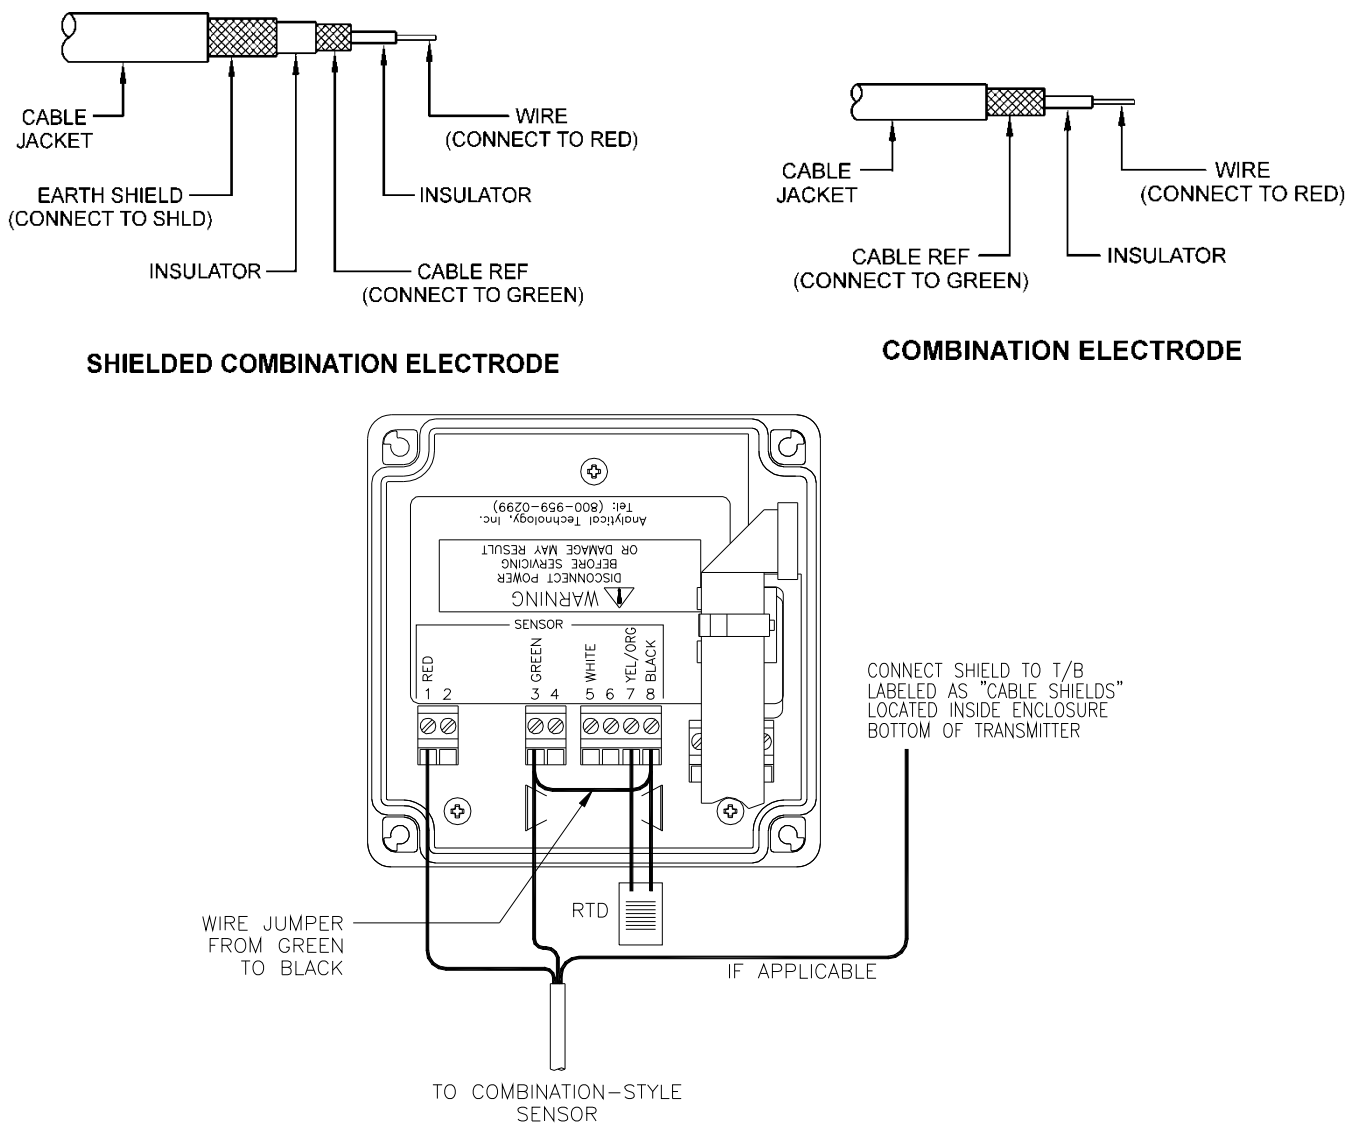 CABLE
JACKET
EARTH SHIELD
(CONNECT TO SHLD)
INSULATOR
WIRE
(CONNECT TO RED)
INSULATOR
CABLE REF
(CONNECT TO GREEN)
SHIELDED COMBINATION ELECTRODE
CABLE
JACKET
CABLE REF
(CONNECT TO GREEN)
WIRE
(CONNECT TO RED)
INSULATOR
COMBINATION ELECTRODE
Analytical Technology, Inc.
Tel: (800-959-0299)
WARNING
DISCONNECT POWER
BEFORE SERVICING
OR DAMAGE MAY RESULT
SENSOR
RED
GREEN
WHITE
YEL/ORG
BLACK
1 2 3 4 5 6 7 8
CONNECT SHIELD TO T/B
LABELED AS "CABLE SHIELDS"
LOCATED INSIDE ENCLOSURE
BOTTOM OF TRANSMITTER
RTD
WIRE JUMPER
FROM GREEN
TO BLACK
IF APPLICABLE
TO COMBINATION-STYLE
SENSOR